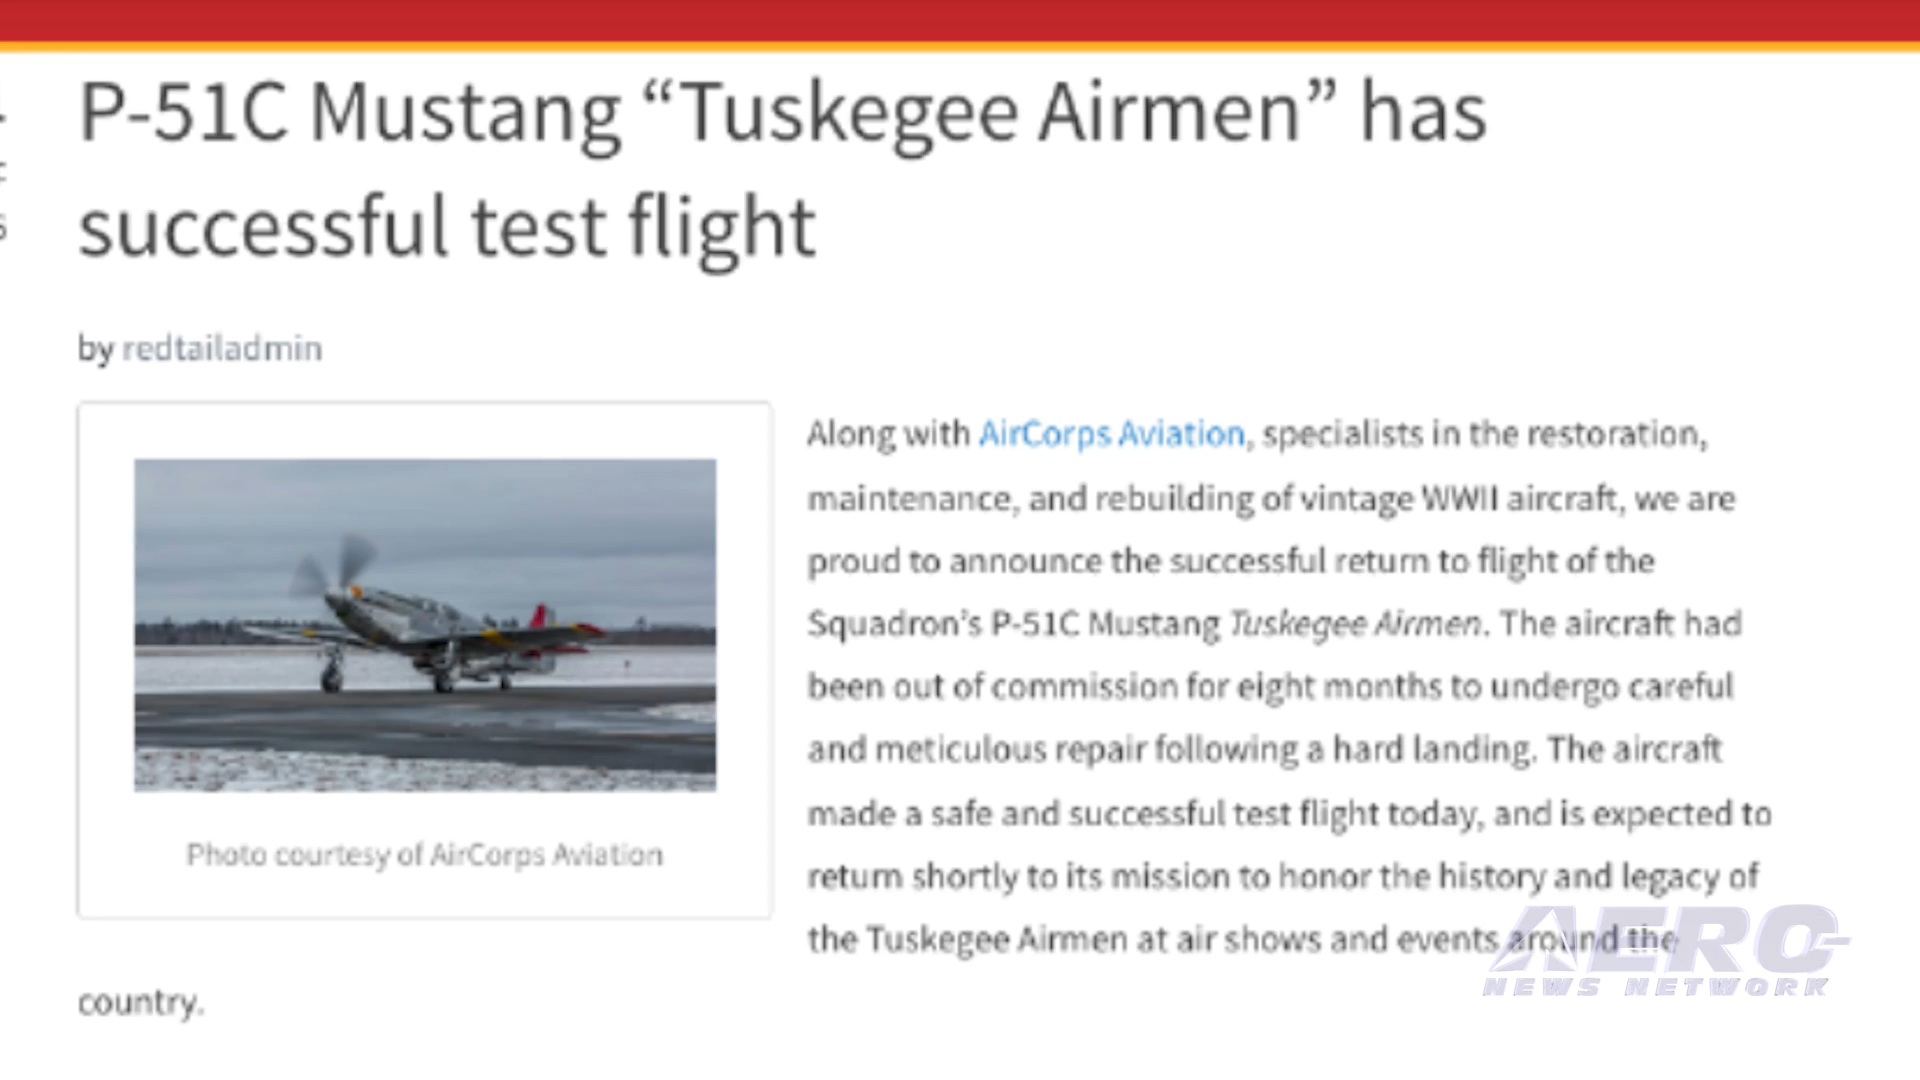 P-51C Mustang “Tuskegee Airmen” has
successful test flight
by redtailadmin
Photo courtesy of AirCorps Aviation
Along with AirCorps Aviation, specialists in the restoration,
maintenance, and rebuilding of vintage WWII aircraft, we are
proud to announce the successful return to flight of the
Squadron’s P-51C Mustang Tuskegee Airmen. The aircraft had
been out of commission for eight months to undergo careful
and meticulous repair following a hard landing. The aircraft
made a safe and successful test flight today, and is expected to
return shortly to its mission to honor the history and legacy of
the Tuskegee Airmen at air shows and events around the
country.
AERO
NEWS NETWORK